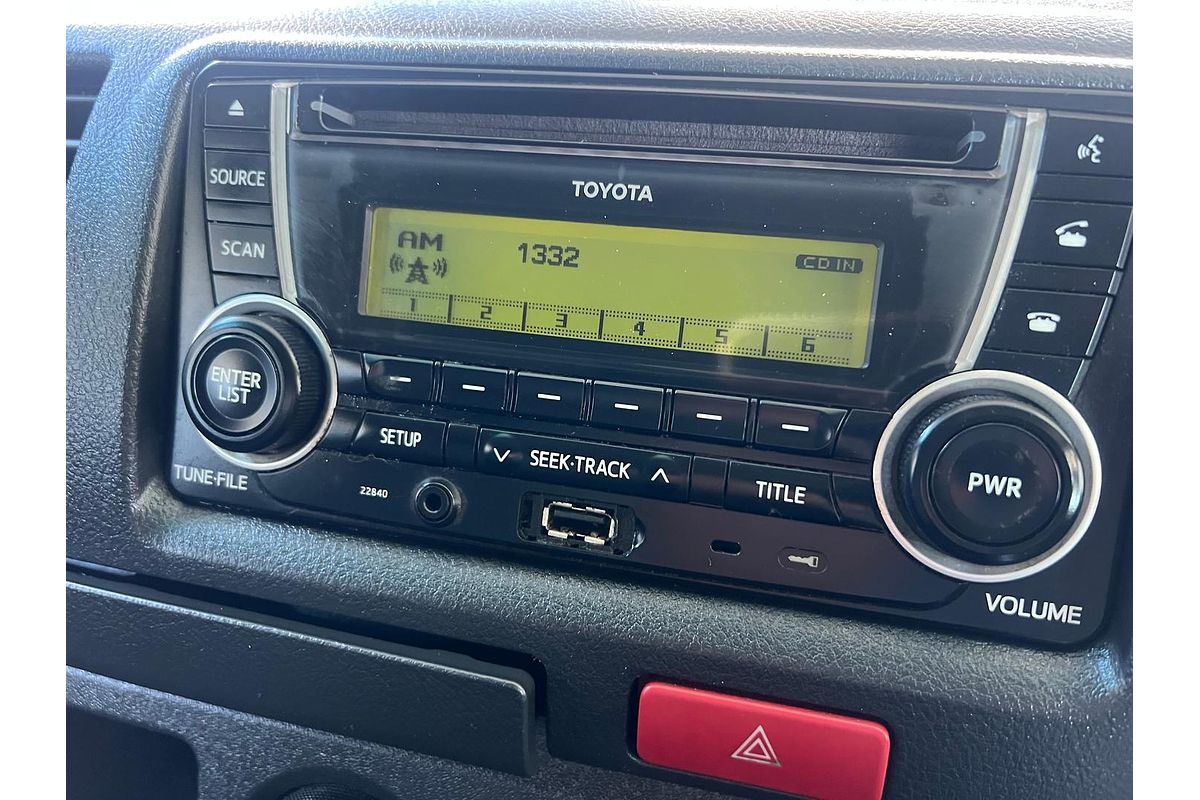 TOYOTA
SOURCE
SCAN
AM
1332
CD IN
1 2 3 4 5 6
ENTER
LIST
TUNE·FILE
SETUP
SEEK·TRACK
TITLE
PWR
VOLUME
22840